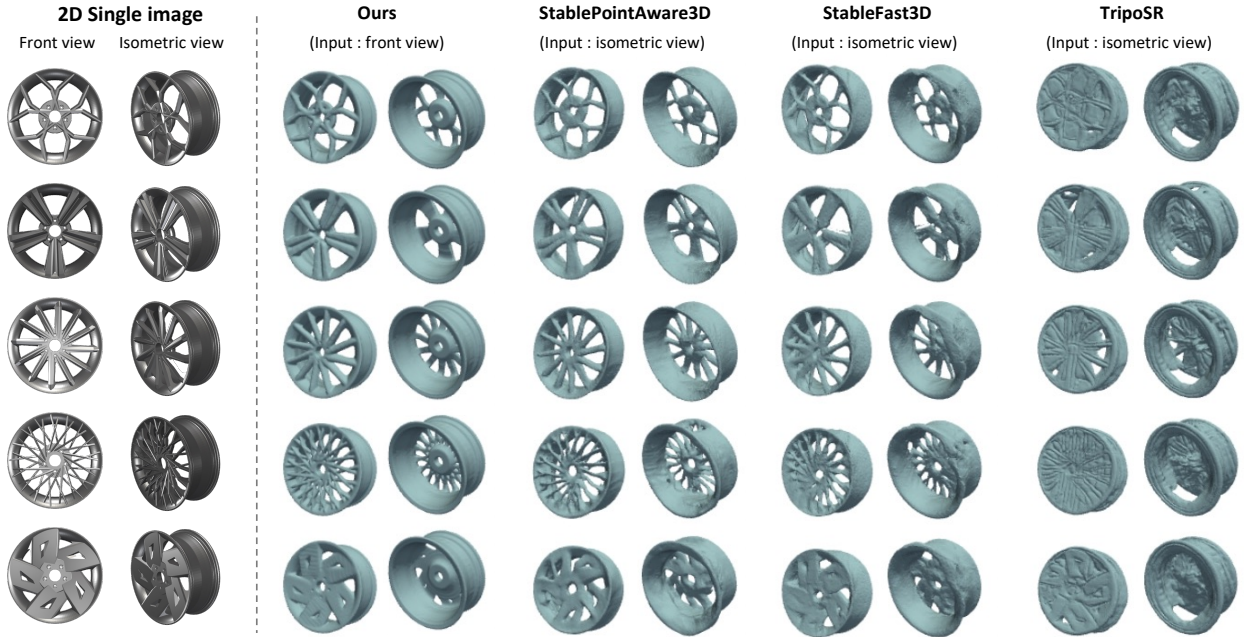 2D Single image
Front view
Isometric view
Ours
(Input : front view)
StablePointAware3D
(Input : isometric view)
StableFast3D
(Input : isometric view)
TripoSR
(Input : isometric view)